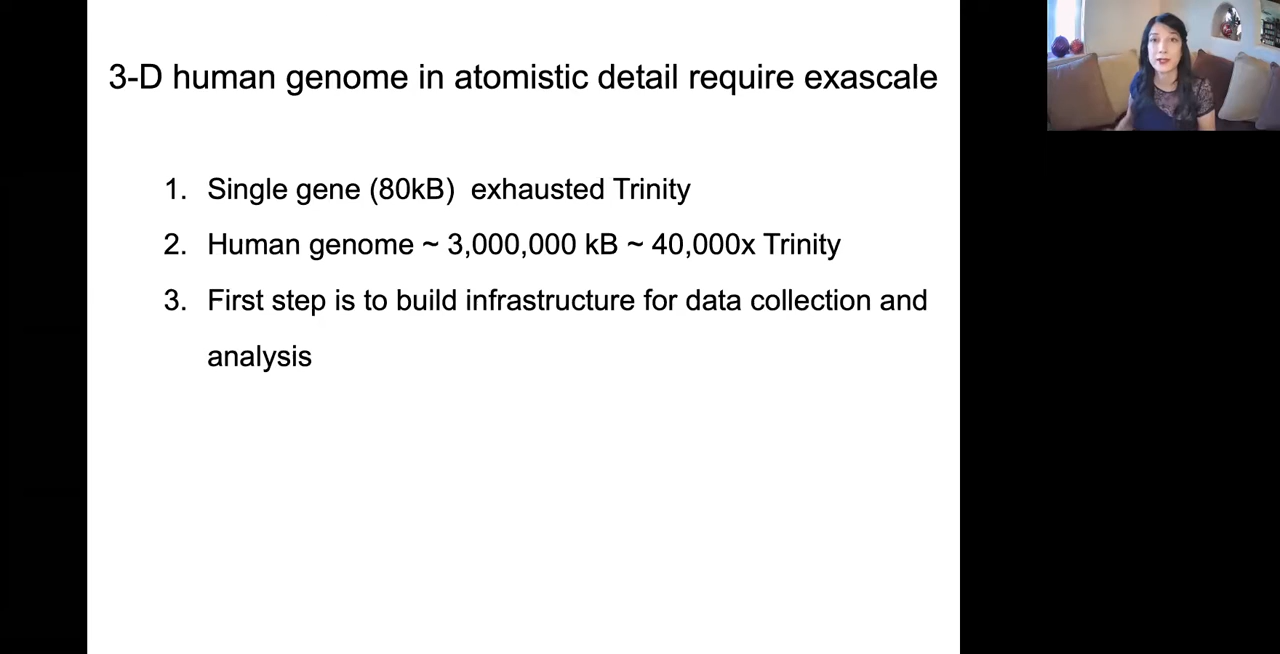 3-D human genome in atomistic detail require exascale
1. Single gene (80kB) exhausted Trinity
2. Human genome ~ 3,000,000 kB ~ 40,000x Trinity
3. First step is to build infrastructure for data collection and
analysis